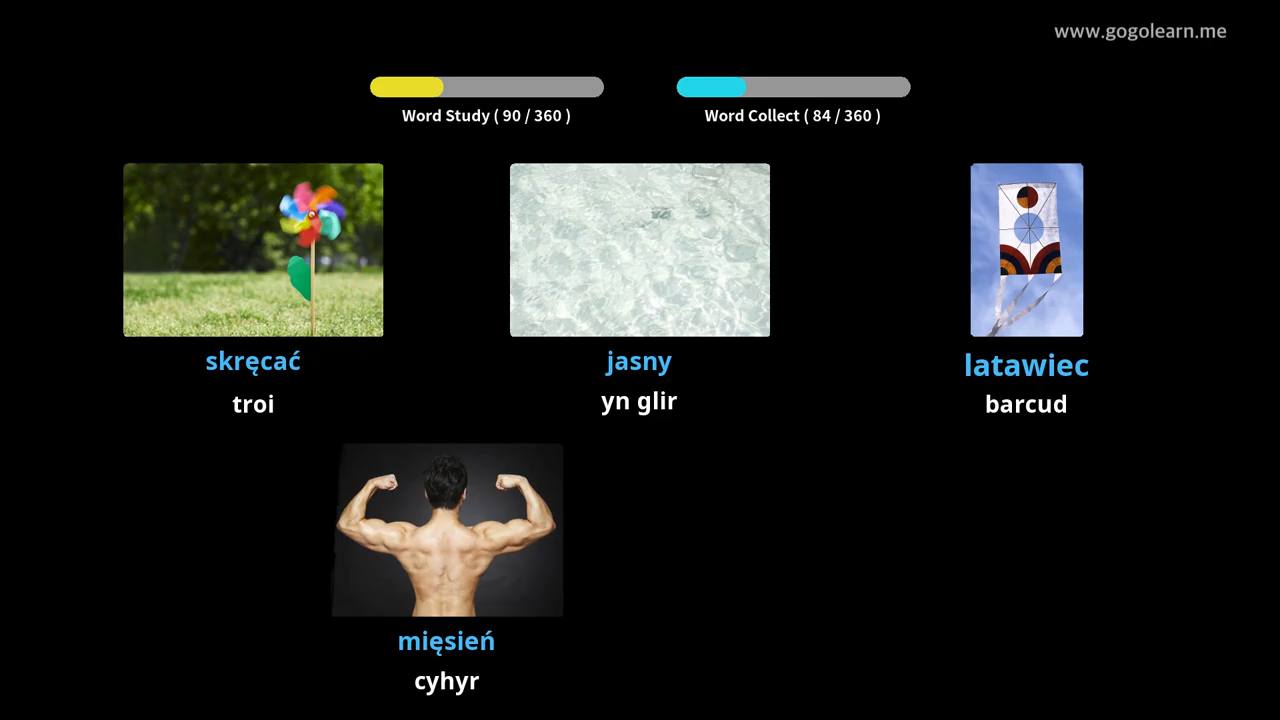 www.gogolearn.me
Word Study ( 90 / 360 )
Word Collect ( 84 / 360 )
skręcać
troi
jasny
yn glir
latawiec
barcud
mięsień
cyhyr